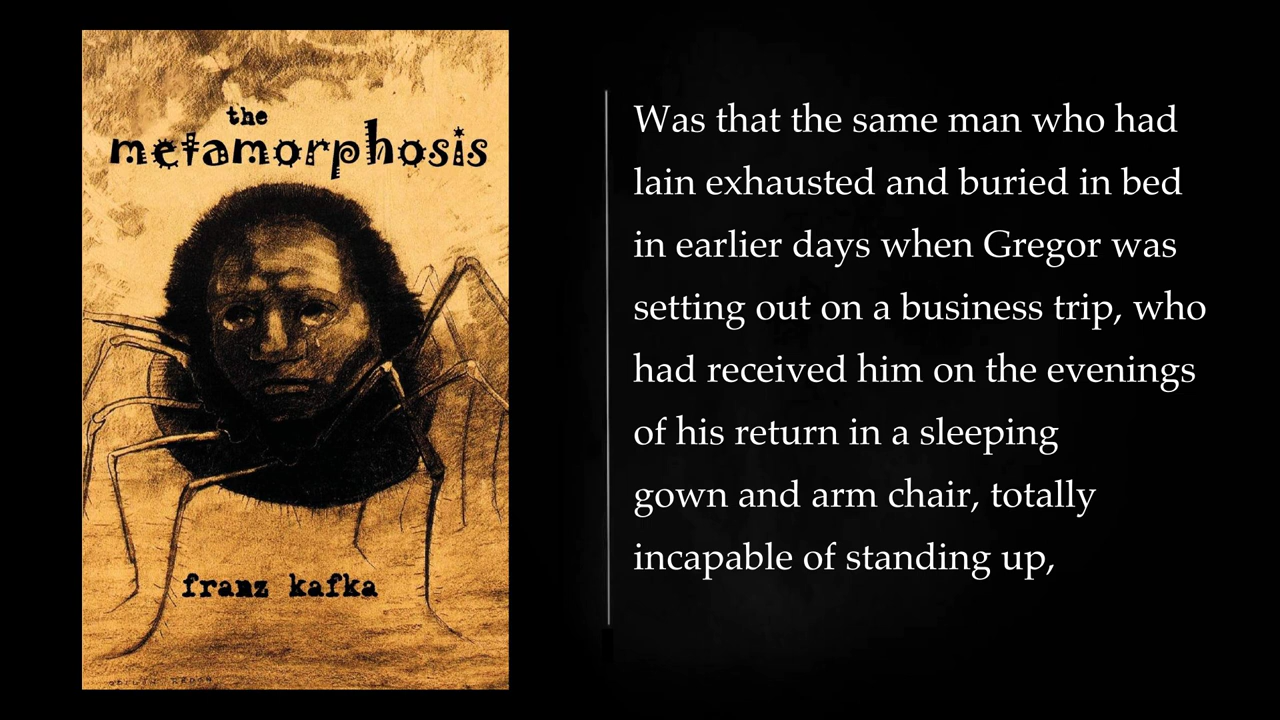 the
metamorphosis
franz kafka
ODILON REDON
Was that the same man who had
lain exhausted and buried in bed
in earlier days when Gregor was
setting out on a business trip, who
had received him on the evenings
of his return in a sleeping
gown and arm chair, totally
incapable of standing up,